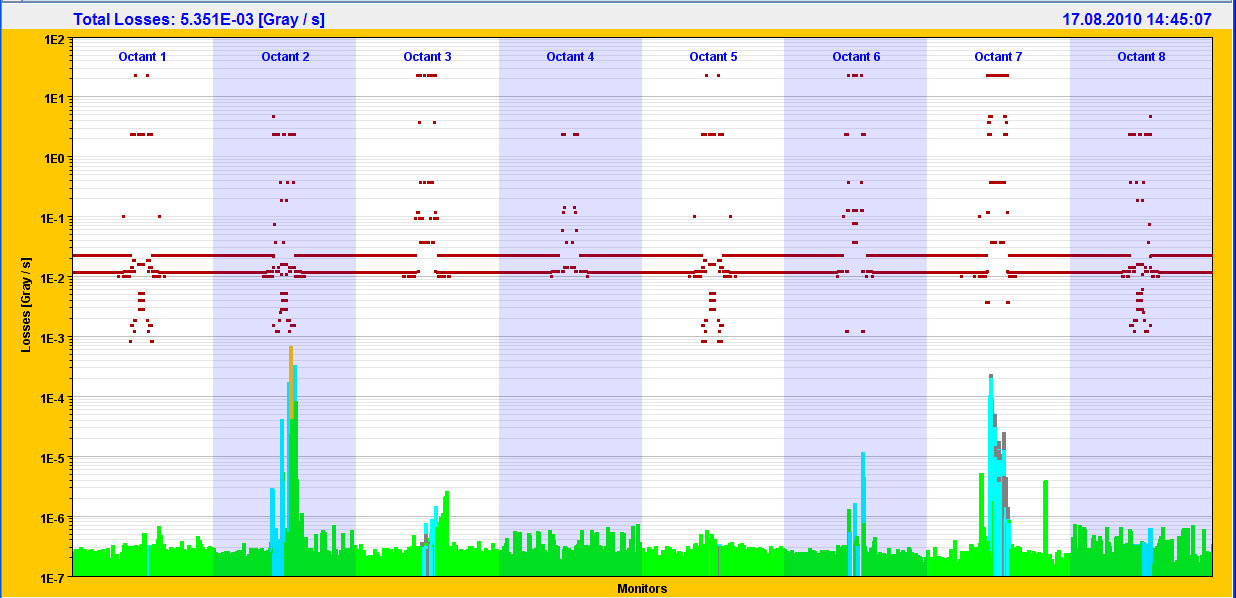 Total Losses: 5.351E-03 [Gray / s] 17.08.2010 14:45:07
Octant 1 Octant 2 Octant 3 Octant 4 Octant 5 Octant 6 Octant 7 Octant 8
1E2
1E1
1E0
1E-1
1E-2
1E-3
1E-4
1E-5
1E-6
1E-7
Losses [Gray / s]
Monitors